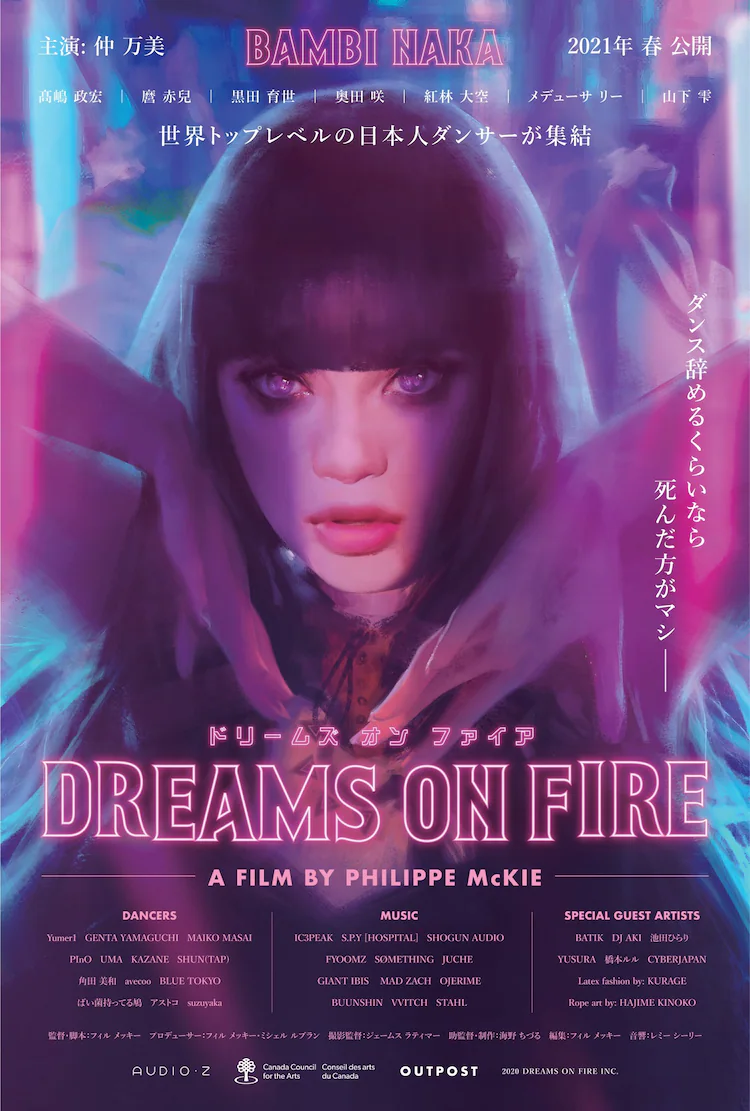 主演: 仲 万美
BAMBI NAKA
2021年 春 公開
髙嶋 政宏 | 麿 赤兒 | 黒田 育世 | 奥田 咲 | 紅林 大空 | メデューサ リー | 山下 雫
世界トップレベルの日本人ダンサーが集結
ダンス辞めるくらいなら
死んだ方がマシ――
ドリームズ オン ファイア
DREAMS ON FIRE
A FILM BY PHILIPPE McKIE
DANCERS
Yumeri GENTA YAMAGUCHI MAIKO MASAI
PInO UMA KAZANE SHUN(TAP)
角田 美和 avecoo BLUE TOKYO
ばい菌持ってる鳩 アストコ suzuyaka
MUSIC
IC3PEAK S.P.Y [HOSPITAL] SHOGUN AUDIO
FYOOMZ SØMETHING JUCHE
GIANT IBIS MAD ZACH OJERIME
BUUNSHIN VVITCH STAHL
SPECIAL GUEST ARTISTS
BATIK DJ AKI 池田ひらり
YUSURA 橋本ルル CYBERJAPAN
Latex fashion by: KURAGE
Rope art by: HAJIME KINOKO
監督・脚本:フィル メッキー プロデューサー:フィル メッキー・ミシェル ルブラン 撮影監督:ジェームス ラティマー 助監督・制作:海野 ちづる 編集:フィル メッキー 音響:レミー シーリー
AUDIO·Z
Canada Council for the Arts
Conseil des arts du Canada
OUTPOST
2020 DREAMS ON FIRE INC.